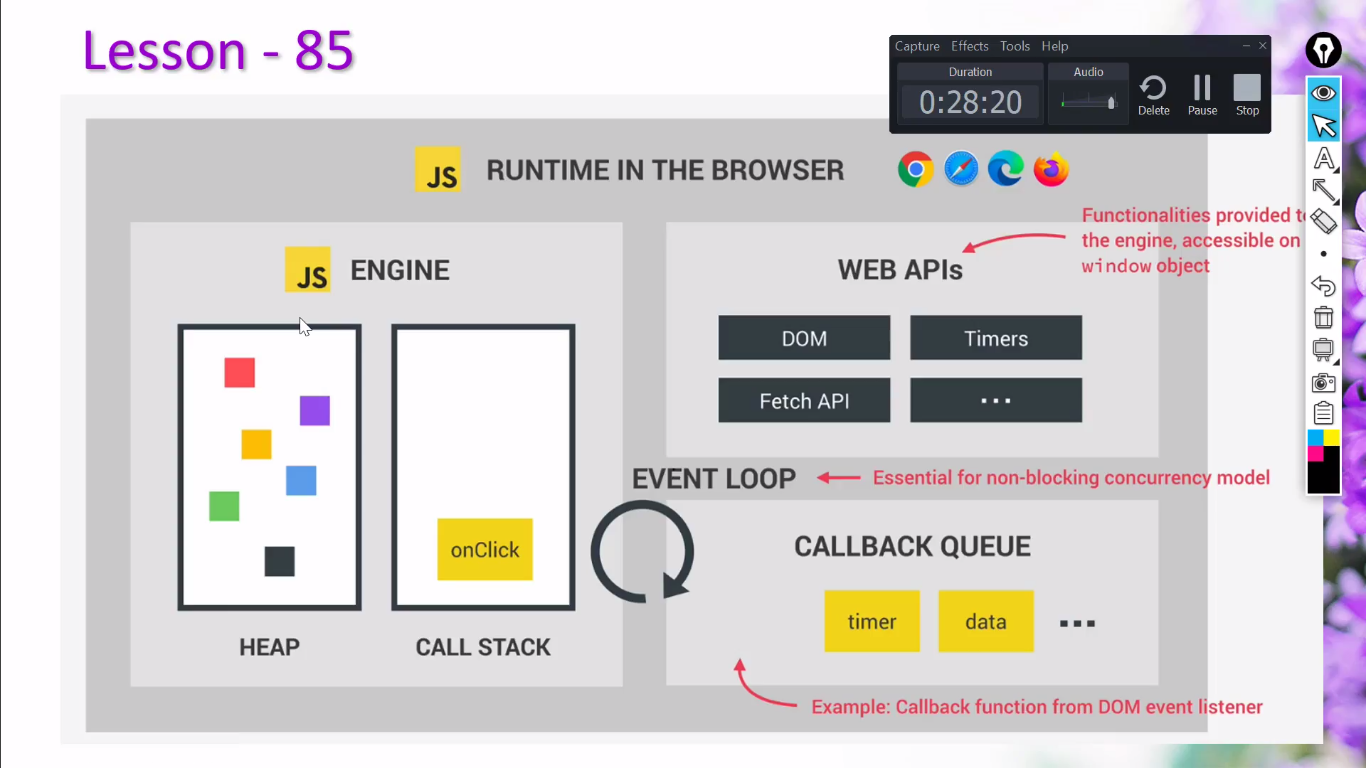 Lesson - 85
Capture Effects Tools Help
Duration
Audio
0:28:20
Delete
Pause
Stop
JS
RUNTIME IN THE BROWSER
JS
ENGINE
HEAP
onClick
CALL STACK
WEB APIs
Functionalities provided to
the engine, accessible on
window object
DOM
Timers
Fetch API
...
EVENT LOOP
Essential for non-blocking concurrency model
CALLBACK QUEUE
timer
data
...
Example: Callback function from DOM event listener
A